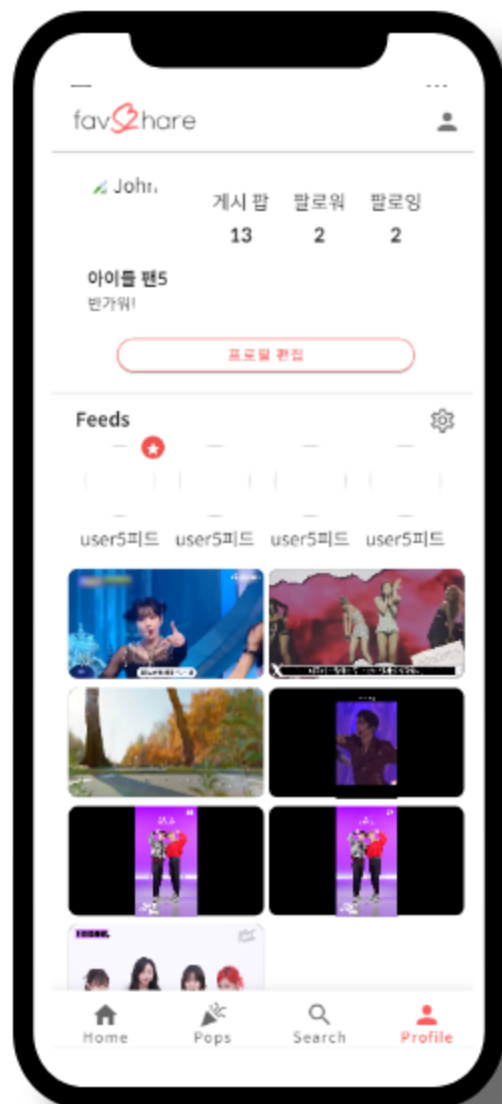 favShare
John
게시 팝 팔로워 팔로잉
13 2 2
아이틀 팬5
반가워!
프로필 편집
Feeds
user5피드 user5피드 user5피드 user5피드
Home Pops Search Profile